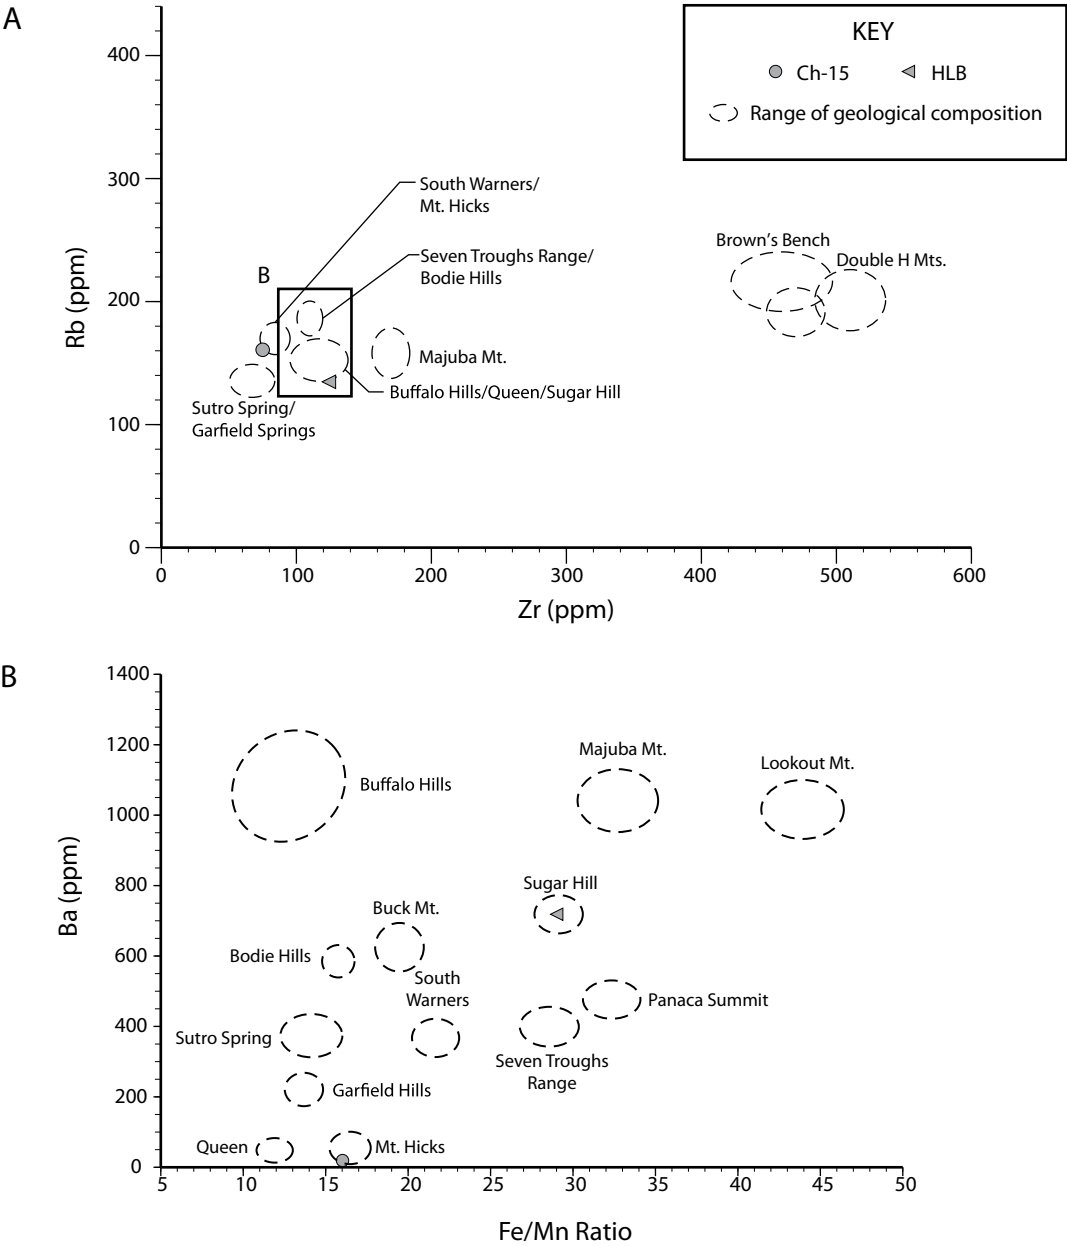 A
KEY
Ch-15
HLB
Range of geological composition
400
300
200
100
0
Rb (ppm)
South Warners/
Mt. Hicks
Seven Troughs Range/
Bodie Hills
B
Brown’s Bench
Double H Mts.
Majuba Mt.
Buffalo Hills/Queen/Sugar Hill
Sutro Spring/
Garfield Springs
0
100
200
300
400
500
600
Zr (ppm)
B
1400
1200
1000
800
600
400
200
0
Ba (ppm)
Majuba Mt.
Lookout Mt.
Buffalo Hills
Sugar Hill
Buck Mt.
Bodie Hills
South
Warners
Panaca Summit
Sutro Spring
Seven Troughs
Range
Garfield Hills
Queen
Mt. Hicks
5
10
15
20
25
30
35
40
45
50
Fe/Mn Ratio